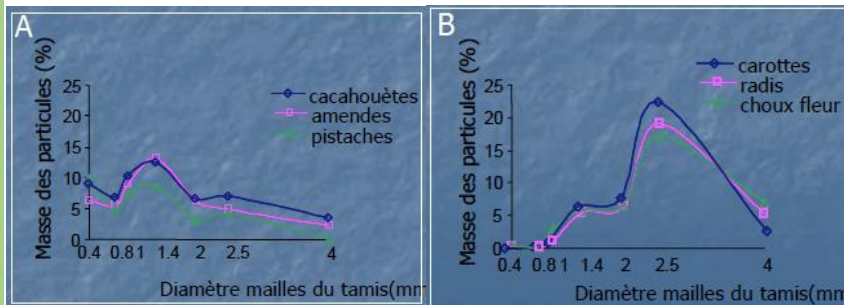 A
Masse des particules (%)
25
20
15
10
5
0
cacahouètes
amendes
pistaches
0.4 0.8 1 1.4 2 2.5 4
Diamètre mailles du tamis(mm
B
Masse des particules (%)
25
20
15
10
5
0
carottes
radis
choux fleur
0.4 0.8 1 1.4 2 2.5 4
Diamètre mailles du tamis(mm